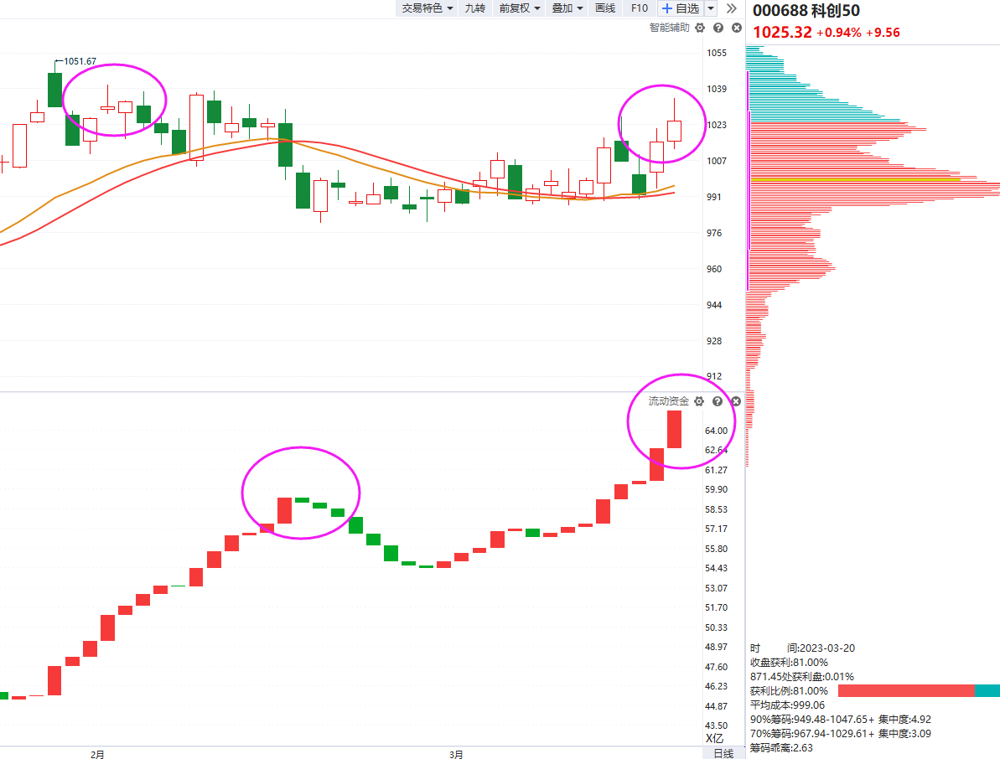 交易特色 九转 前复权 叠加 画线 F10 +自选
000688 科创50
1025.32 +0.94% +9.56
智能辅助
←1051.67
1055
1039
1023
1007
991
976
960
944
928
912
流动资金
64.00
62.64
61.27
59.90
58.53
57.17
55.80
54.43
53.07
51.70
50.33
48.97
47.60
46.23
44.87
43.50
X亿
2月
3月
日线
时 间:2023-03-20
收盘获利:81.00%
871.45处获利盘:0.01%
获利比例:81.00%
平均成本:999.06
90%筹码:949.48-1047.65+ 集中度:4.92
70%筹码:967.94-1029.61+ 集中度:3.09
筹码乖离:2.63